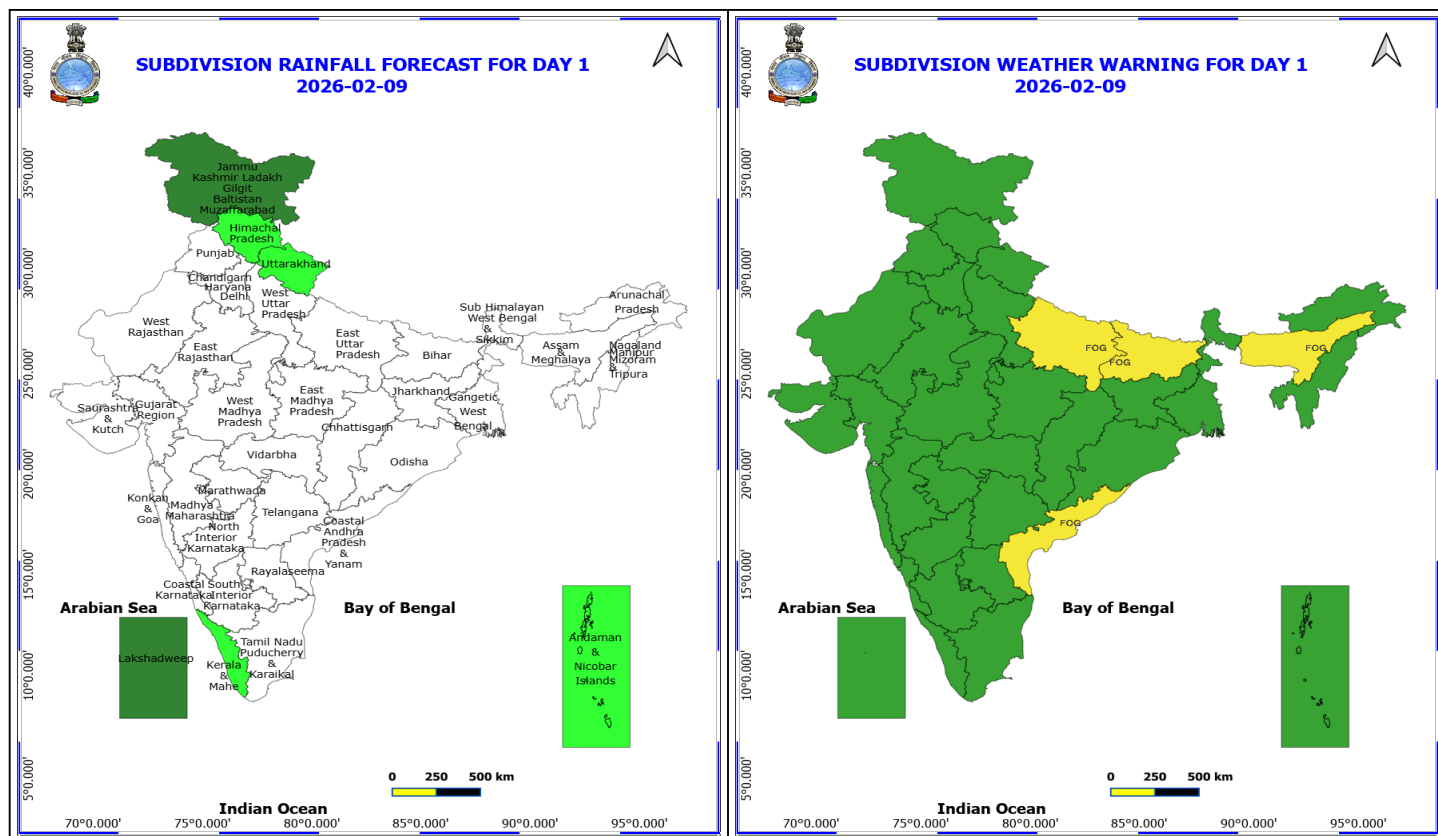 SUBDIVISION RAINFALL FORECAST FOR DAY 1
2026-02-09
40°0.000'
35°0.000'
30°0.000'
25°0.000'
20°0.000'
15°0.000'
10°0.000'
5°0.000'
Jammu
Kashmir Ladakh
Gilgit
Baltistan
Muzaffarabad
Himachal
Pradesh
Punjab
Uttarakhand
Chandigarh
Haryana
Delhi
West
Uttar
Pradesh
Sub Himalayan
West Bengal
&
Sikkim
Arunachal
Pradesh
West
Rajasthan
East
Rajasthan
East
Uttar
Pradesh
Bihar
Assam
&
Meghalaya
Nagaland
Manipur
Mizoram
&
Tripura
Saurashtra
&
Kutch
Gujarat
Region
West
Madhya
Pradesh
East
Madhya
Pradesh
Jharkhand
Gangetic
West
Bengal
Chhattisgarh
Vidarbha
Odisha
Konkan
&
Goa
Marathwada
Madhya
Maharashtra
Telangana
North
Interior
Karnataka
Coastal
Andhra
Pradesh
&
Yanam
Rayalaseema
Coastal
Karnataka
South
Interior
Karnataka
Arabian Sea
Bay of Bengal
Lakshadweep
Kerala
&
Mahe
Tamil Nadu
Puducherry
&
Karaikal
Andaman
&
Nicobar
Islands
0 250 500 km
Indian Ocean
70°0.000' 75°0.000' 80°0.000' 85°0.000' 90°0.000' 95°0.000'
SUBDIVISION WEATHER WARNING FOR DAY 1
2026-02-09
40°0.000'
35°0.000'
30°0.000'
25°0.000'
20°0.000'
15°0.000'
10°0.000'
5°0.000'
FOG
FOG
FOG
FOG
Arabian Sea
Bay of Bengal
0 250 500 km
Indian Ocean
70°0.000' 75°0.000' 80°0.000' 85°0.000' 90°0.000' 95°0.000'